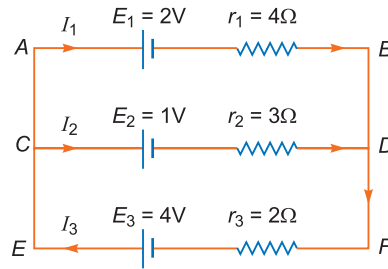 I₁ E₁ = 2V r₁ = 4Ω
A B
I₂ E₂ = 1V r₂ = 3Ω
C D
I₃ E₃ = 4V r₃ = 2Ω
E F